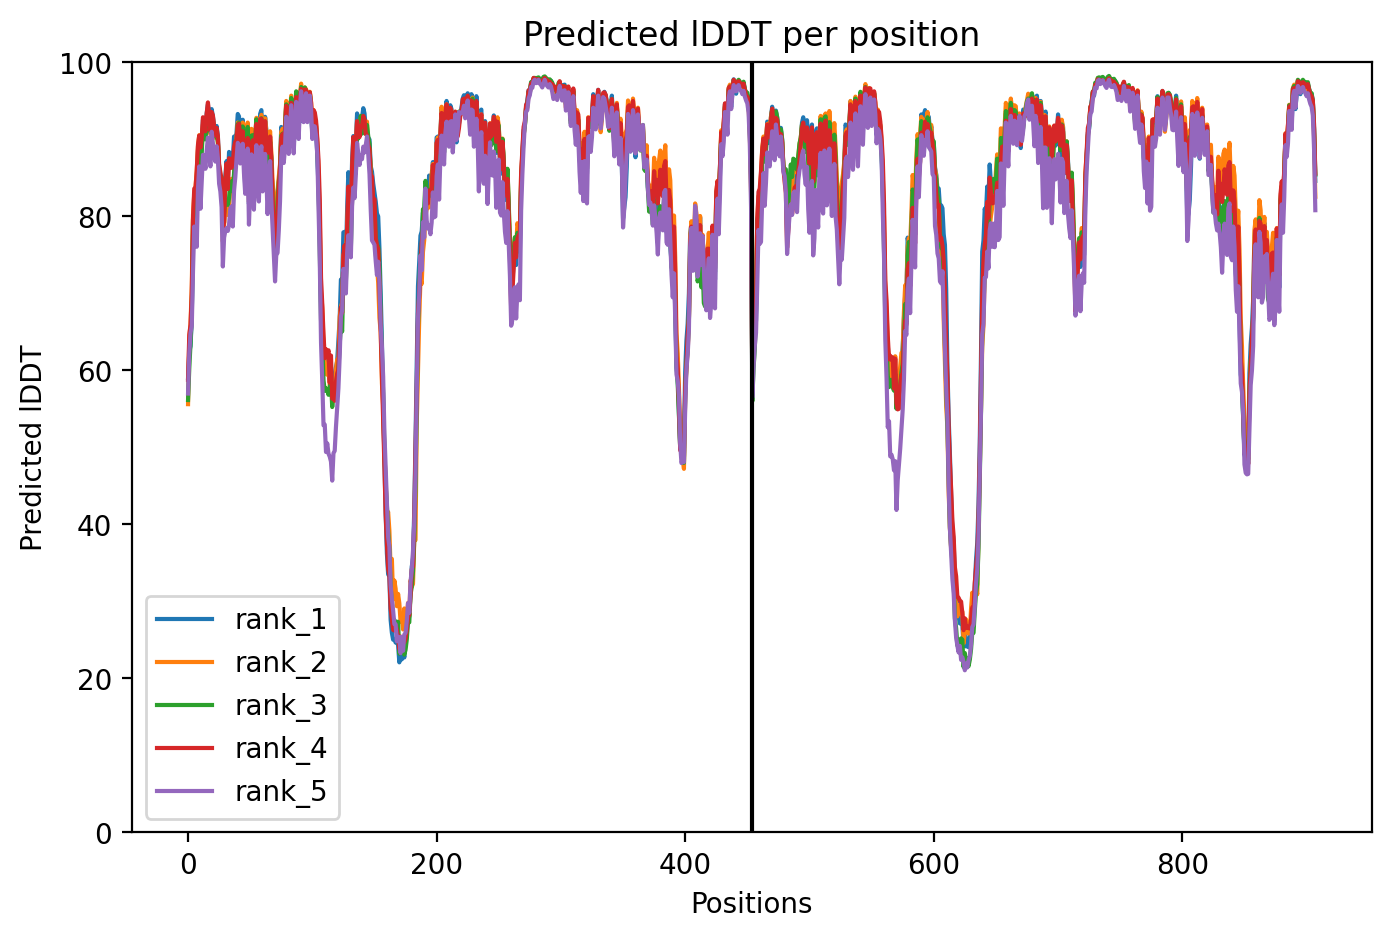 Predicted lDDT per position
100
80
60
40
20
0
Predicted lDDT
rank_1
rank_2
rank_3
rank_4
rank_5
0 200 400 600 800
Positions